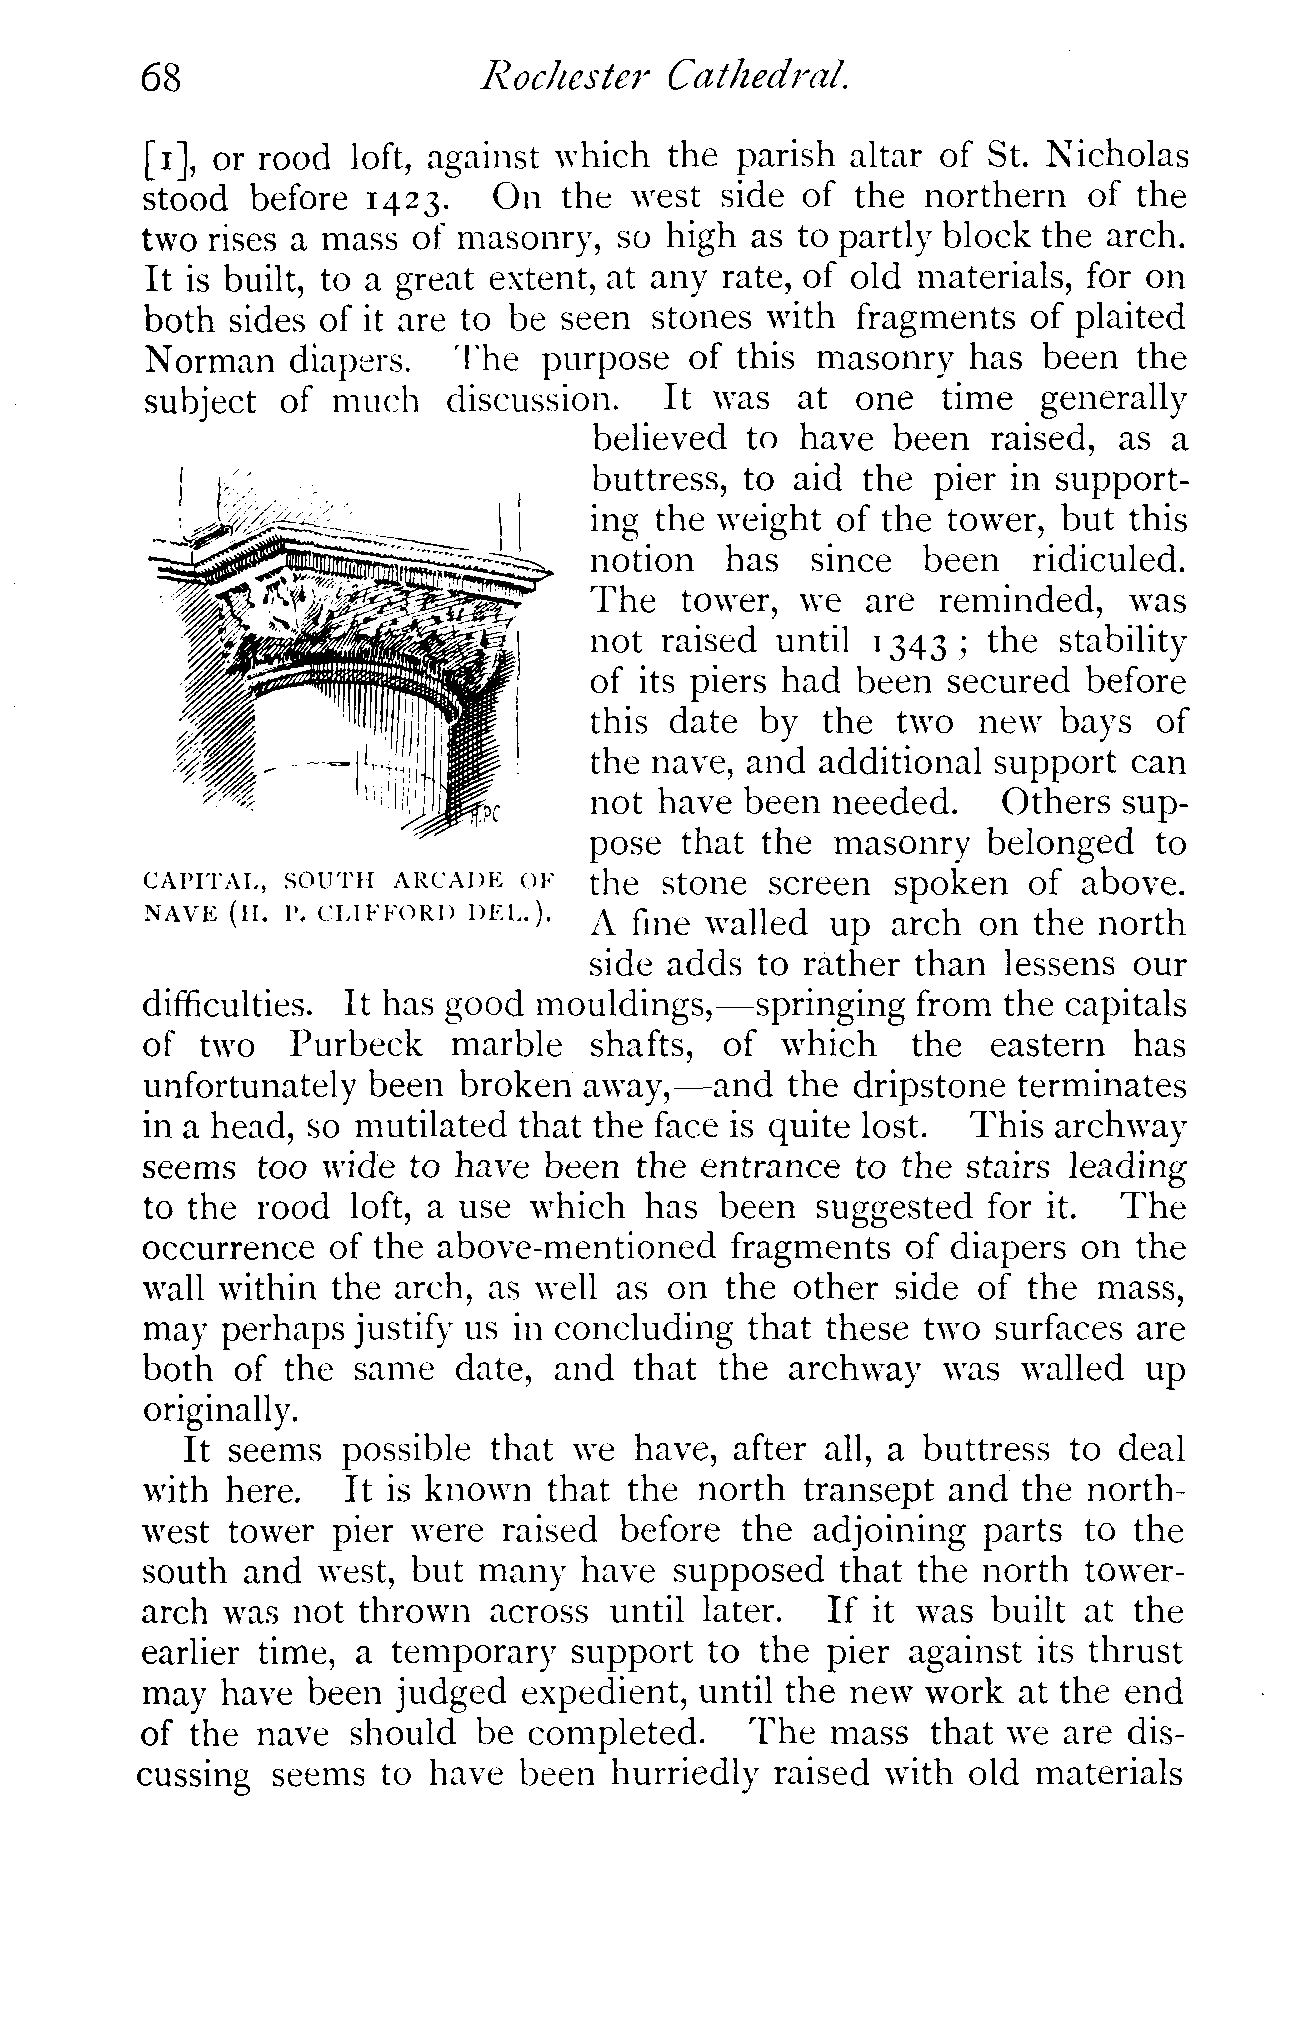 68 Rochester Cathedral.
[1], or rood loft, against which the parish altar of St. Nicholas
stood before 1423. On the west side of the northern of the
two rises a mass of masonry, so high as to partly block the arch.
It is built, to a great extent, at any rate, of old materials, for on
both sides of it are to be seen stones with fragments of plaited
Norman diapers. The purpose of this masonry has been the
subject of much discussion. It was at one time generally
believed to have been raised, as a
buttress, to aid the pier in support-
ing the weight of the tower, but this
notion has since been ridiculed.
The tower, we are reminded, was
not raised until 1343; the stability
of its piers had been secured before
this date by the two new bays of
the nave, and additional support can
not have been needed. Others sup-
pose that the masonry belonged to
the stone screen spoken of above.
A fine walled up arch on the north
side adds to rather than lessens our
H.PC
CAPITAL, SOUTH ARCADE OF
NAVE (H. P. CLIFFORD DEL.).
difficulties. It has good mouldings,—springing from the capitals
of two Purbeck marble shafts, of which the eastern has
unfortunately been broken away,—and the dripstone terminates
in a head, so mutilated that the face is quite lost. This archway
seems too wide to have been the entrance to the stairs leading
to the rood loft, a use which has been suggested for it. The
occurrence of the above-mentioned fragments of diapers on the
wall within the arch, as well as on the other side of the mass,
may perhaps justify us in concluding that these two surfaces are
both of the same date, and that the archway was walled up
originally.
It seems possible that we have, after all, a buttress to deal
with here. It is known that the north transept and the north-
west tower pier were raised before the adjoining parts to the
south and west, but many have supposed that the north tower-
arch was not thrown across until later. If it was built at the
earlier time, a temporary support to the pier against its thrust
may have been judged expedient, until the new work at the end
of the nave should be completed. The mass that we are dis-
cussing seems to have been hurriedly raised with old materials